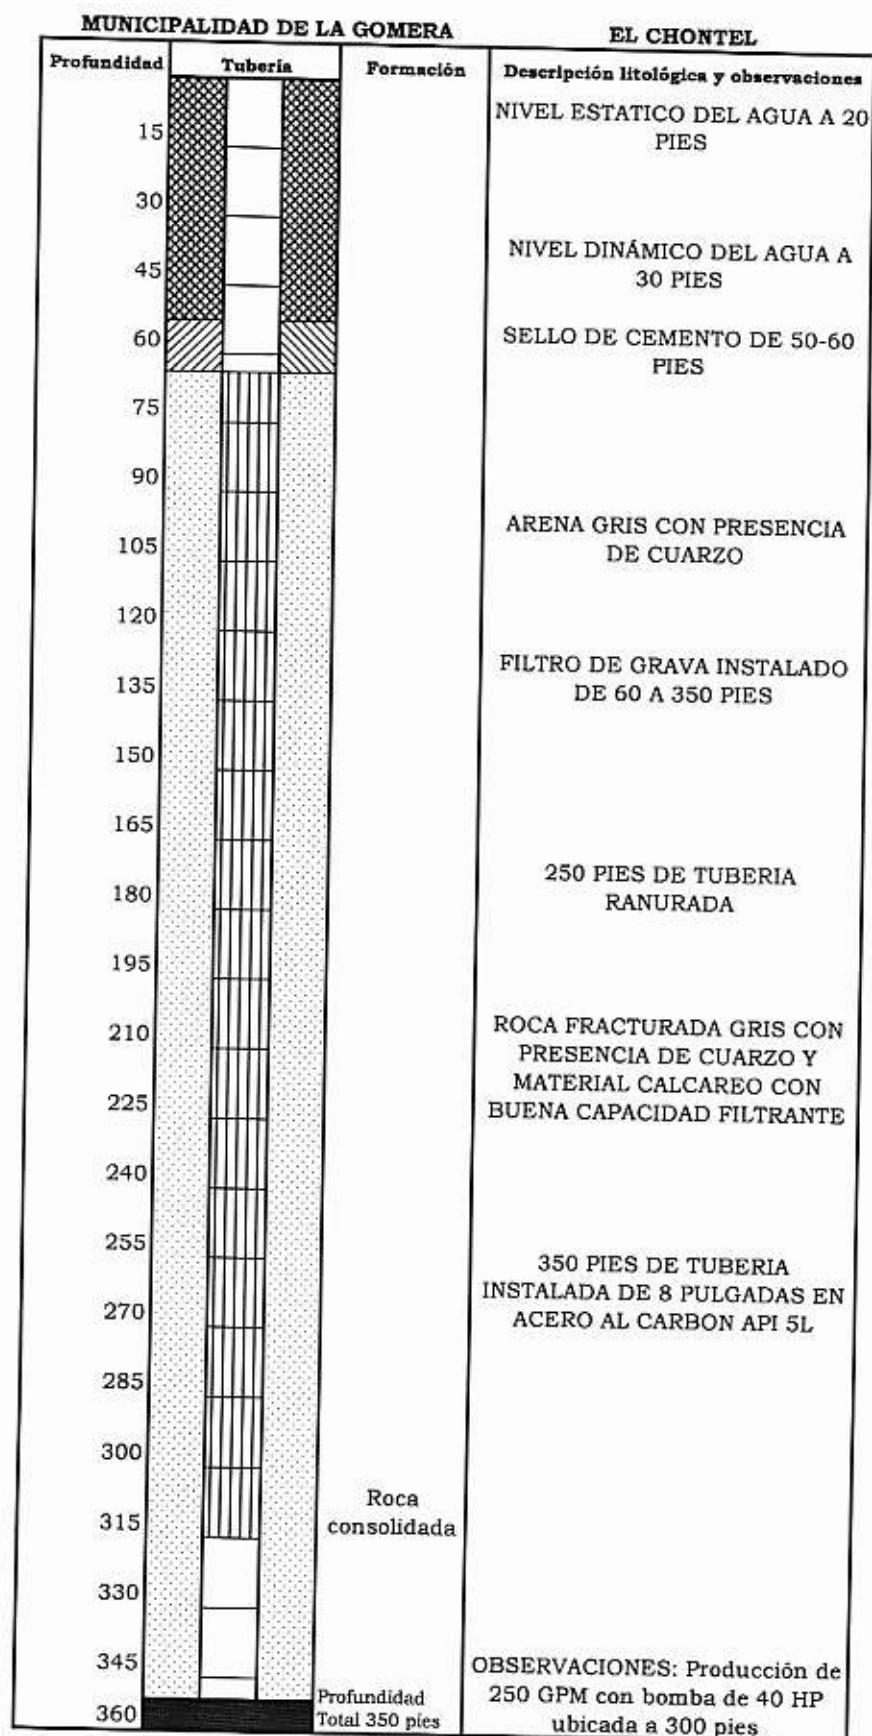 MUNICIPALIDAD DE LA GOMERA
EL CHONTEL
Profundidad
Tubería
Formación
Descripción litológica y observaciones
NIVEL ESTATICO DEL AGUA A 20
PIES
15
30
NIVEL DINÁMICO DEL AGUA A
30 PIES
45
SELLO DE CEMENTO DE 50-60
PIES
60
75
90
ARENA GRIS CON PRESENCIA
DE CUARZO
105
120
FILTRO DE GRAVA INSTALADO
DE 60 A 350 PIES
135
150
165
250 PIES DE TUBERIA
RANURADA
180
195
ROCA FRACTURADA GRIS CON
PRESENCIA DE CUARZO Y
MATERIAL CALCAREO CON
BUENA CAPACIDAD FILTRANTE
210
225
240
255
350 PIES DE TUBERIA
INSTALADA DE 8 PULGADAS EN
ACERO AL CARBON API 5L
270
285
300
Roca
consolidada
315
330
345
OBSERVACIONES: Producción de
250 GPM con bomba de 40 HP
ubicada a 300 pies
Profundidad
Total 350 pies
360